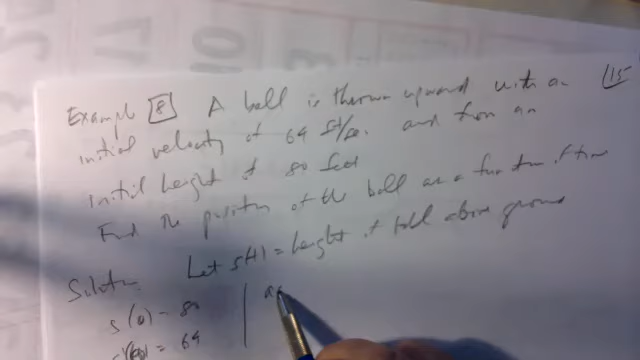 15
Example 8 A ball is thrown upward with an
initial velocity of 64 ft/sec. and from an
initial height of 80 feet
Find the position of the ball as a function of time
Solution Let s(t) = height of ball above ground
s(0) = 80
s'(0) = 64